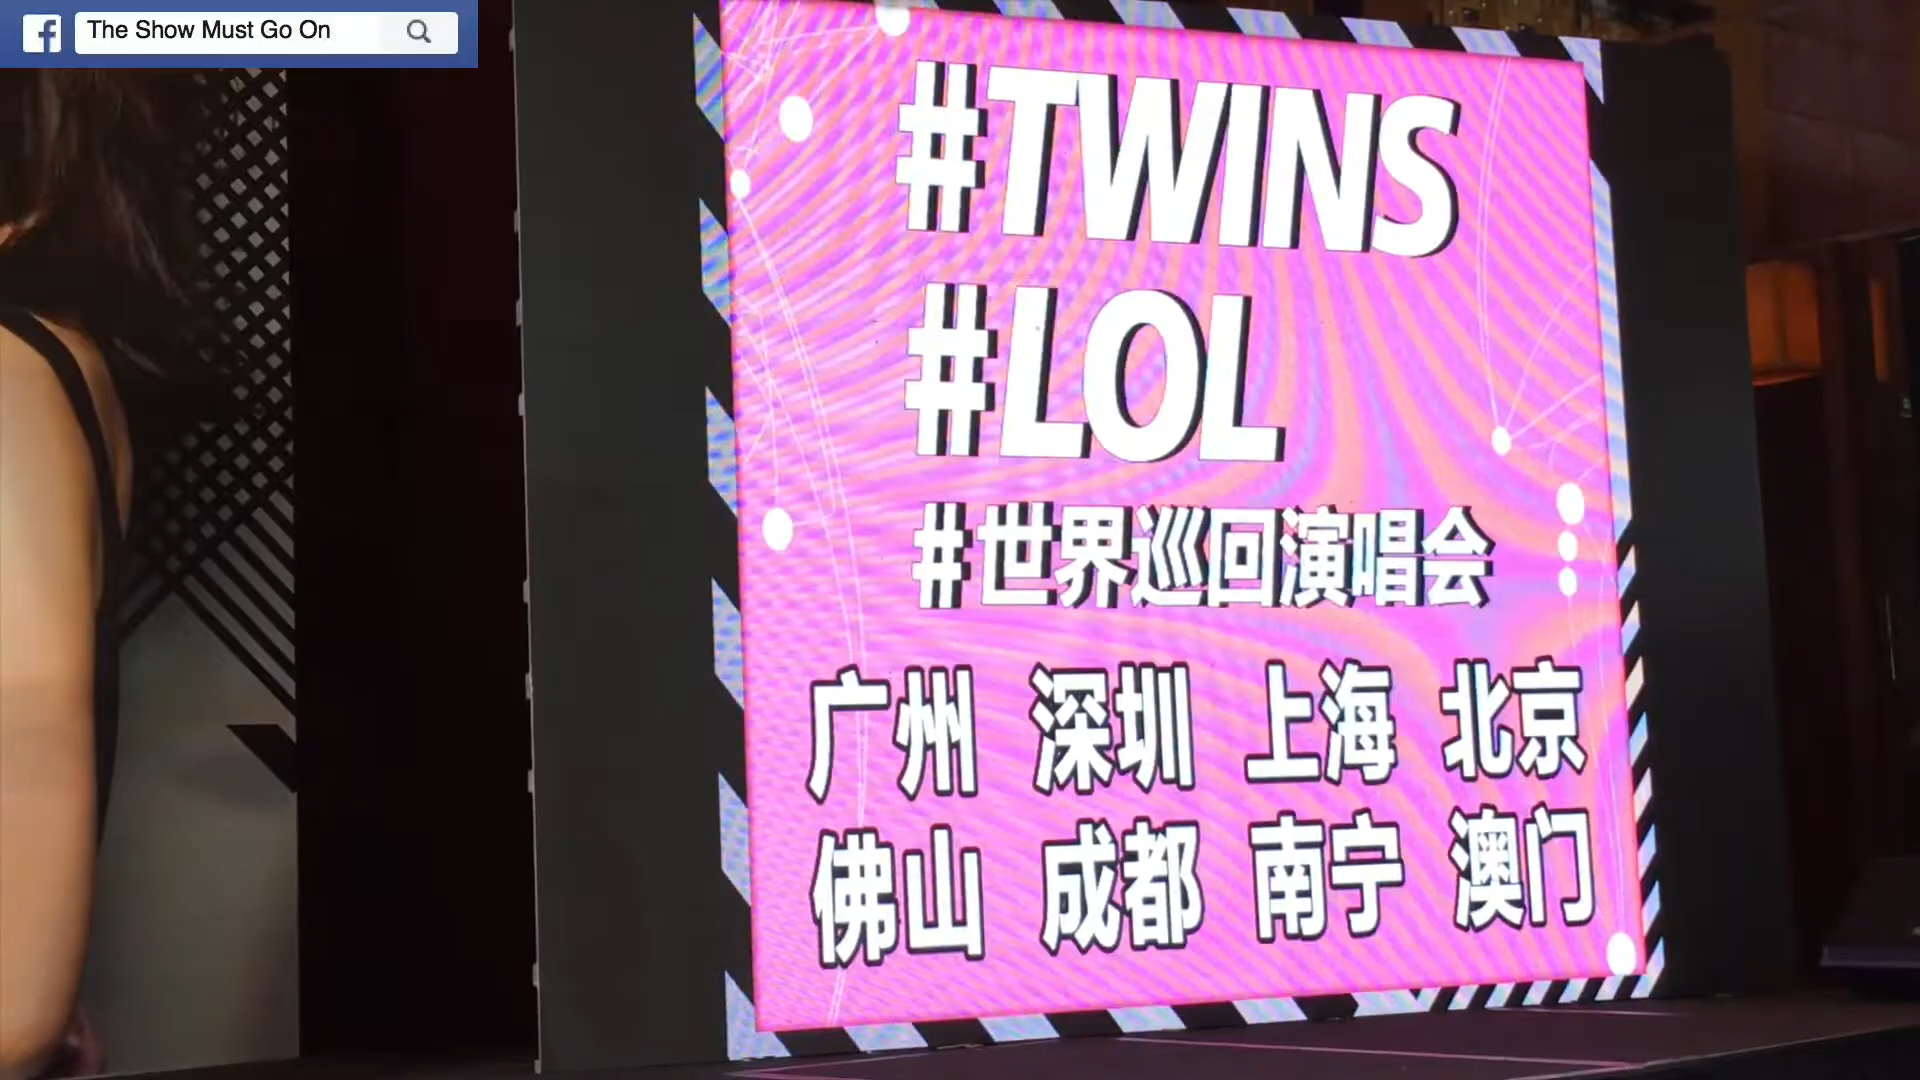 The Show Must Go On
#TWINS
#LOL
#世界巡回演唱会
广州 深圳 上海 北京
佛山 成都 南宁 澳门